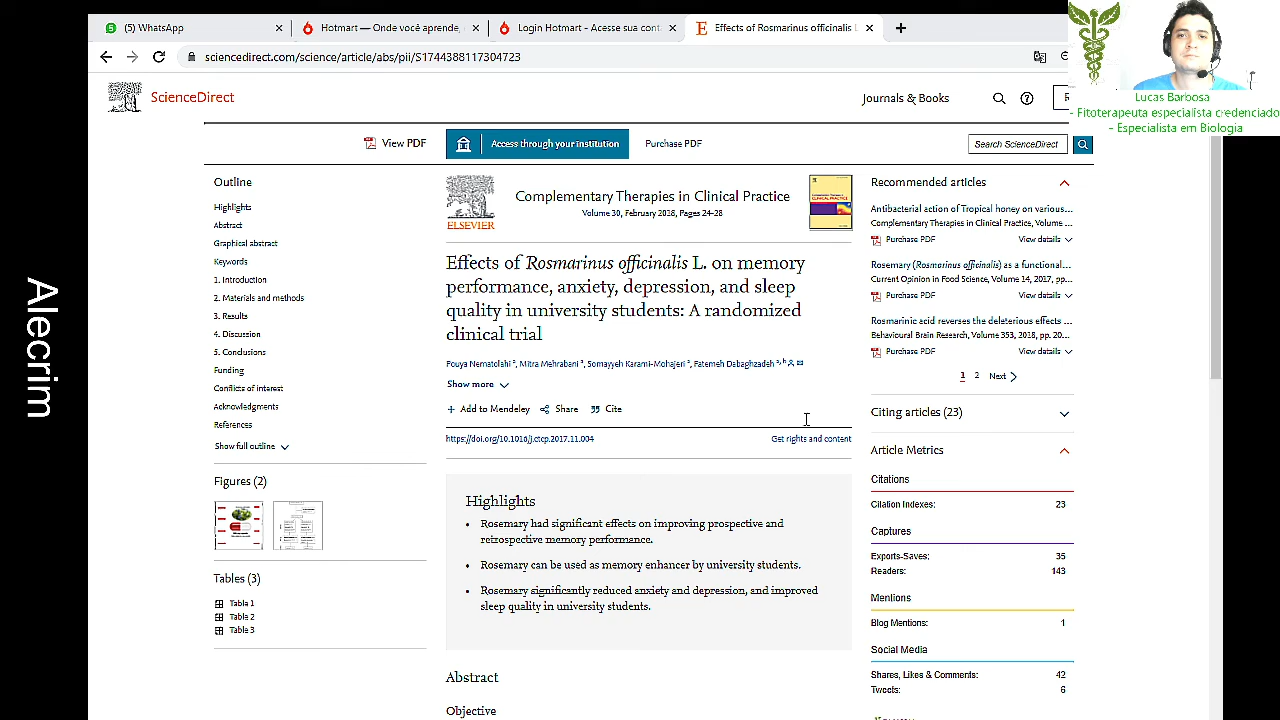 (5) WhatsApp
Hotmart — Onde você aprende,
Login Hotmart - Acesse sua cont
Effects of Rosmarinus officinalis L
sciencedirect.com/science/article/abs/pii/S1744388117305723
ScienceDirect
Journals & Books
R
Lucas Barbosa
- Fitoterapeuta especialista credenciado
- Especialista em Biologia
View PDF
Access through your institution
Purchase PDF
Search ScienceDirect
Alecrim
Outline
Highlights
Abstract
Graphical abstract
Keywords
1. Introduction
2. Materials and methods
3. Results
4. Discussion
5. Conclusions
Funding
Conflicts of interest
Acknowledgments
References
Show full outline
Figures (2)
Tables (3)
Table 1
Table 2
Table 3
ELSEVIER
Complementary Therapies in Clinical Practice
Volume 30, February 2018, Pages 24-28
Effects of Rosmarinus officinalis L. on memory
performance, anxiety, depression, and sleep
quality in university students: A randomized
clinical trial
Pouya Nematolahi a, Mitra Mehrabani a, Somayyeh Karami-Mohajeri a, Fatemeh Dabaghzadeh a, b
Show more
Add to Mendeley
Share
Cite
https://doi.org/10.1016/j.ctcp.2017.11.004
Get rights and content
Highlights
• Rosemary had significant effects on improving prospective and
retrospective memory performance.
• Rosemary can be used as memory enhancer by university students.
• Rosemary significantly reduced anxiety and depression, and improved
sleep quality in university students.
Abstract
Objective
Recommended articles
Antibacterial action of Tropical honey on various...
Complementary Therapies in Clinical Practice, Volume ...
Purchase PDF
View details
Rosemary (Rosmarinus officinalis) as a functional...
Current Opinion in Food Science, Volume 14, 2017, pp...
Purchase PDF
View details
Rosmarinic acid reverses the deleterious effects ...
Behavioural Brain Research, Volume 353, 2018, pp. 20...
Purchase PDF
View details
1 2 Next
Citing articles (23)
Article Metrics
Citations
Citation Indexes: 23
Captures
Exports-Saves: 35
Readers: 143
Mentions
Blog Mentions: 1
Social Media
Shares, Likes & Comments: 42
Tweets: 6